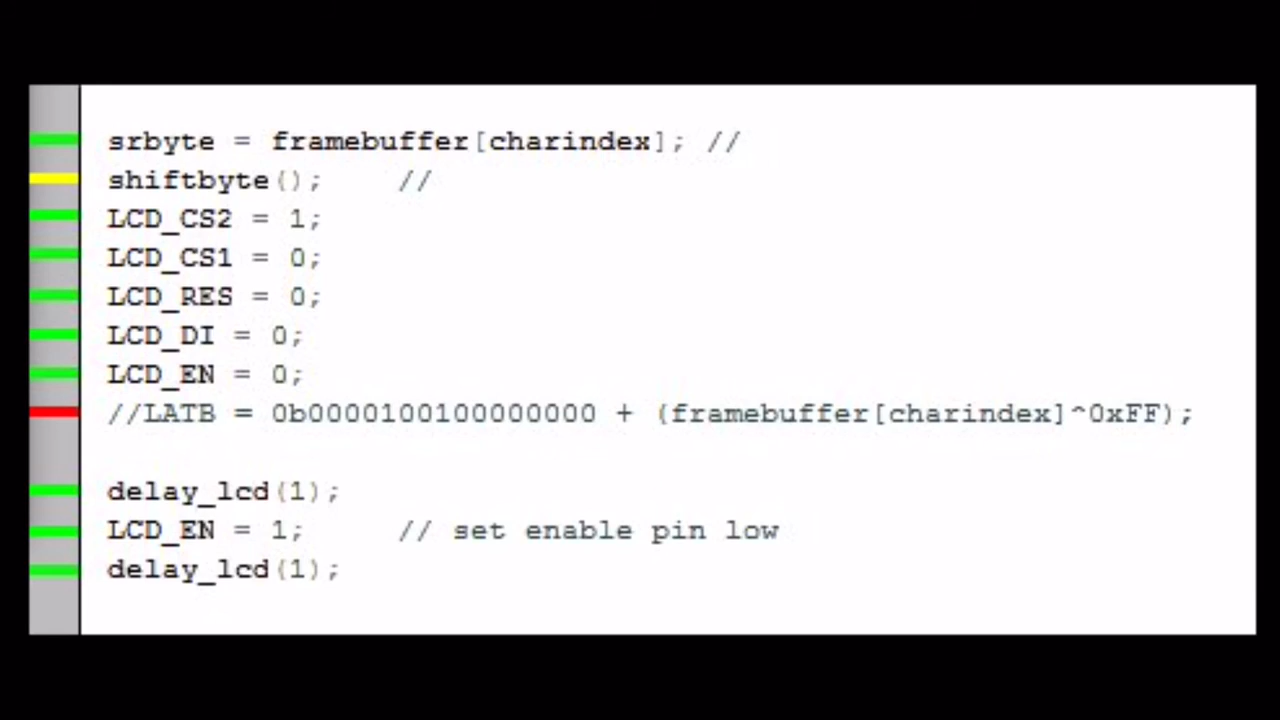 srbyte = framebuffer[charindex]; //
shiftbyte();    //
LCD_CS2 = 1;
LCD_CS1 = 0;
LCD_RES = 0;
LCD_DI = 0;
LCD_EN = 0;
//LATB = 0b0000100100000000 + (framebuffer[charindex]^0xFF);
delay_lcd(1);
LCD_EN = 1;     // set enable pin low
delay_lcd(1);